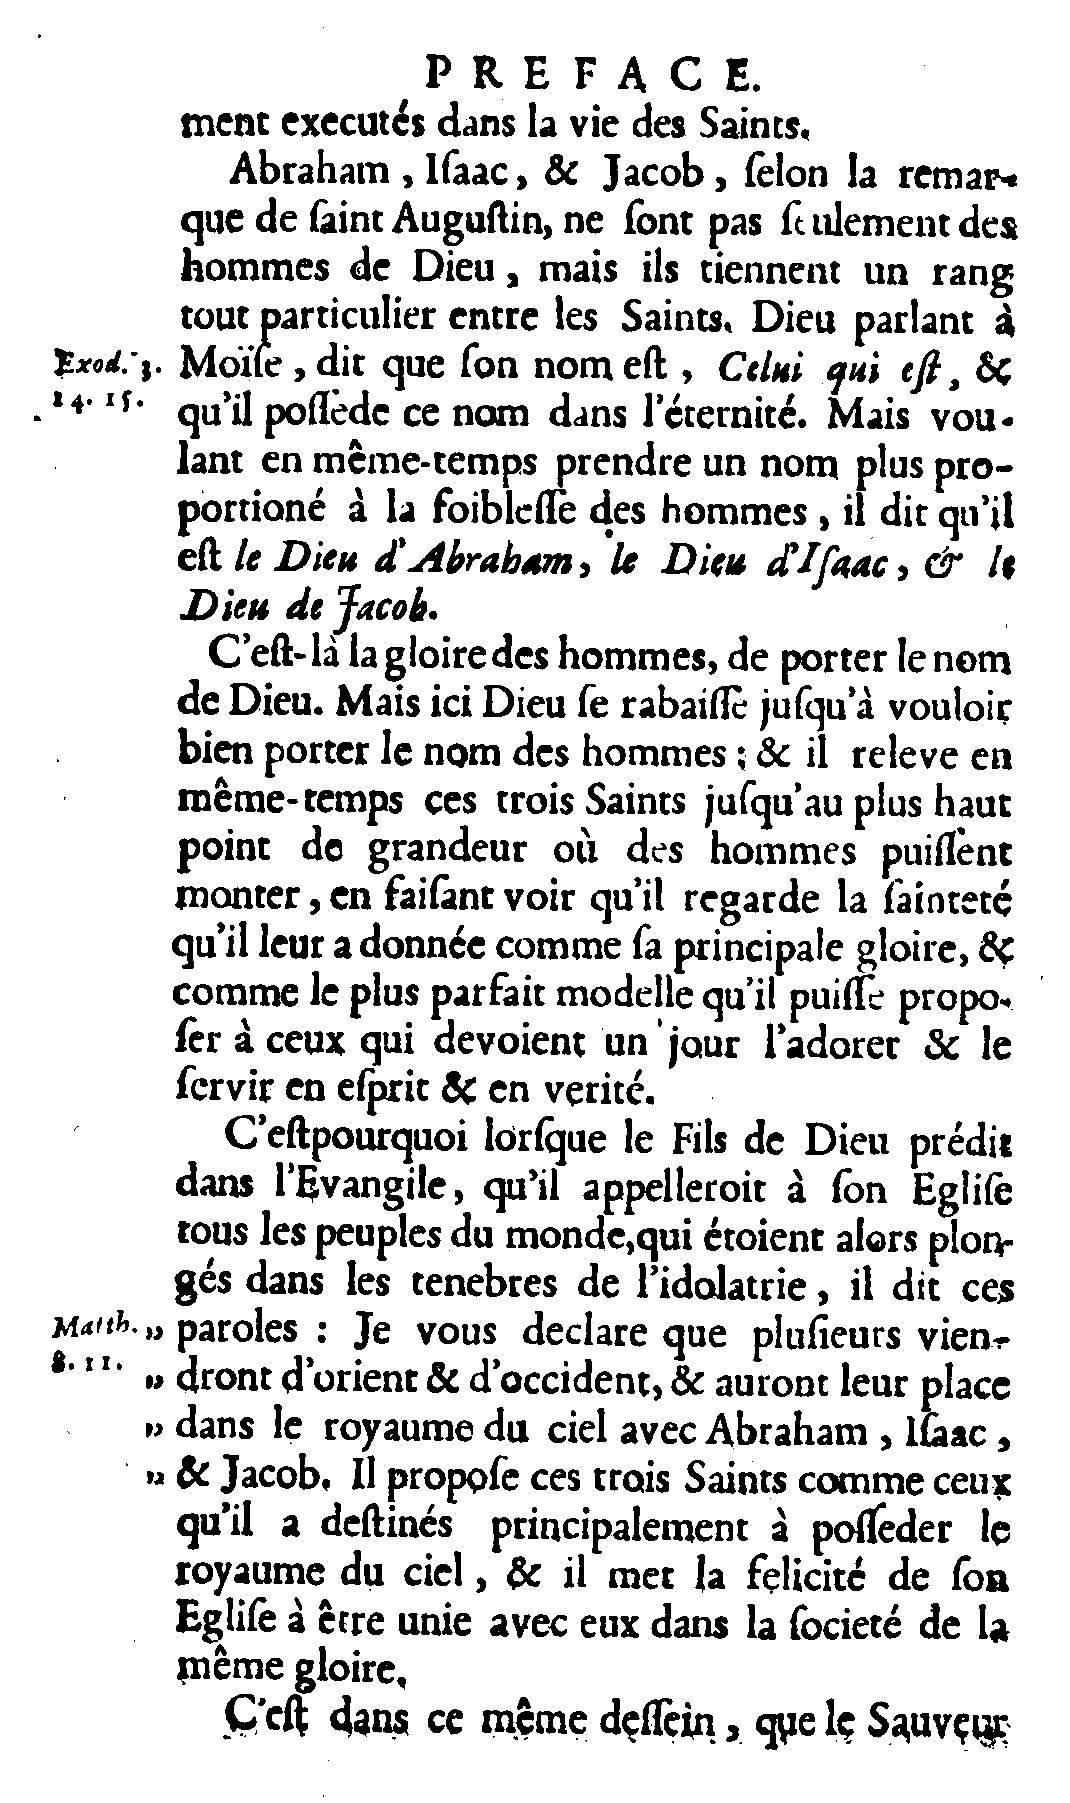 PREFACE.
ment executés dans la vie des Saints.
Abraham, Iſaac, & Jacob, ſelon la remar-
que de ſaint Auguſtin, ne ſont pas ſeulement des
hommes de Dieu, mais ils tiennent un rang
tout particulier entre les Saints. Dieu parlant à
Exod. 3. Moïſe, dit que ſon nom eſt, Celui qui eſt, &
14. 15. qu'il poſſede ce nom dans l'éternité. Mais vou-
lant en même-temps prendre un nom plus pro-
portioné à la foibleſſe des hommes, il dit qu'il
eſt le Dieu d'Abraham, le Dieu d'Iſaac, & le
Dieu de Jacob.
C'eſt-là la gloire des hommes, de porter le nom
de Dieu. Mais ici Dieu ſe rabaiſſe juſqu'à vouloir
bien porter le nom des hommes; & il releve en
même-temps ces trois Saints juſqu'au plus haut
point de grandeur où des hommes puiſſent
monter, en faiſant voir qu'il regarde la ſainteté
qu'il leur a donnée comme ſa principale gloire, &
comme le plus parfait modelle qu'il puiſſe propo-
ſer à ceux qui devoient un jour l'adorer & le
ſervir en eſprit & en verité.
C'eſtpourquoi lorſque le Fils de Dieu prédit
dans l'Evangile, qu'il appelleroit à ſon Egliſe
tous les peuples du monde, qui étoient alors plon-
gés dans les tenebres de l'idolatrie, il dit ces
Matth. „ paroles : Je vous declare que pluſieurs vien-
8. 11. „ dront d'orient & d'occident, & auront leur place
„ dans le royaume du ciel avec Abraham, Iſaac,
„ & Jacob. Il propoſe ces trois Saints comme ceux
qu'il a deſtinés principalement à poſſeder le
royaume du ciel, & il met la felicité de ſon
Egliſe à être unie avec eux dans la ſocieté de la
même gloire.
C'eſt dans ce même deſſein, que le Sauveur